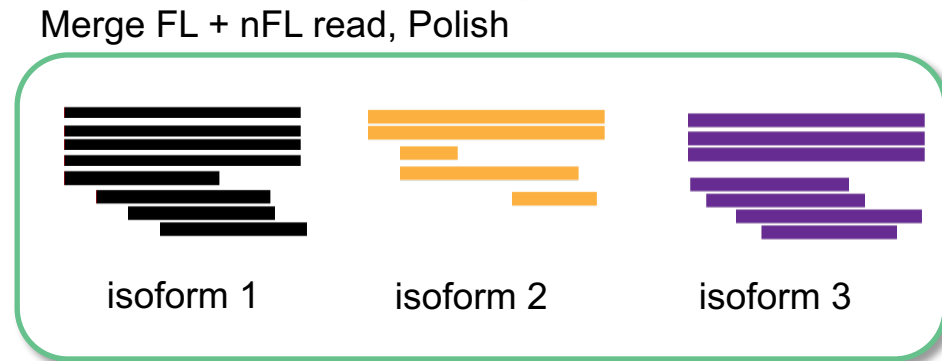 Merge FL + nFL read, Polish
isoform 1 isoform 2 isoform 3